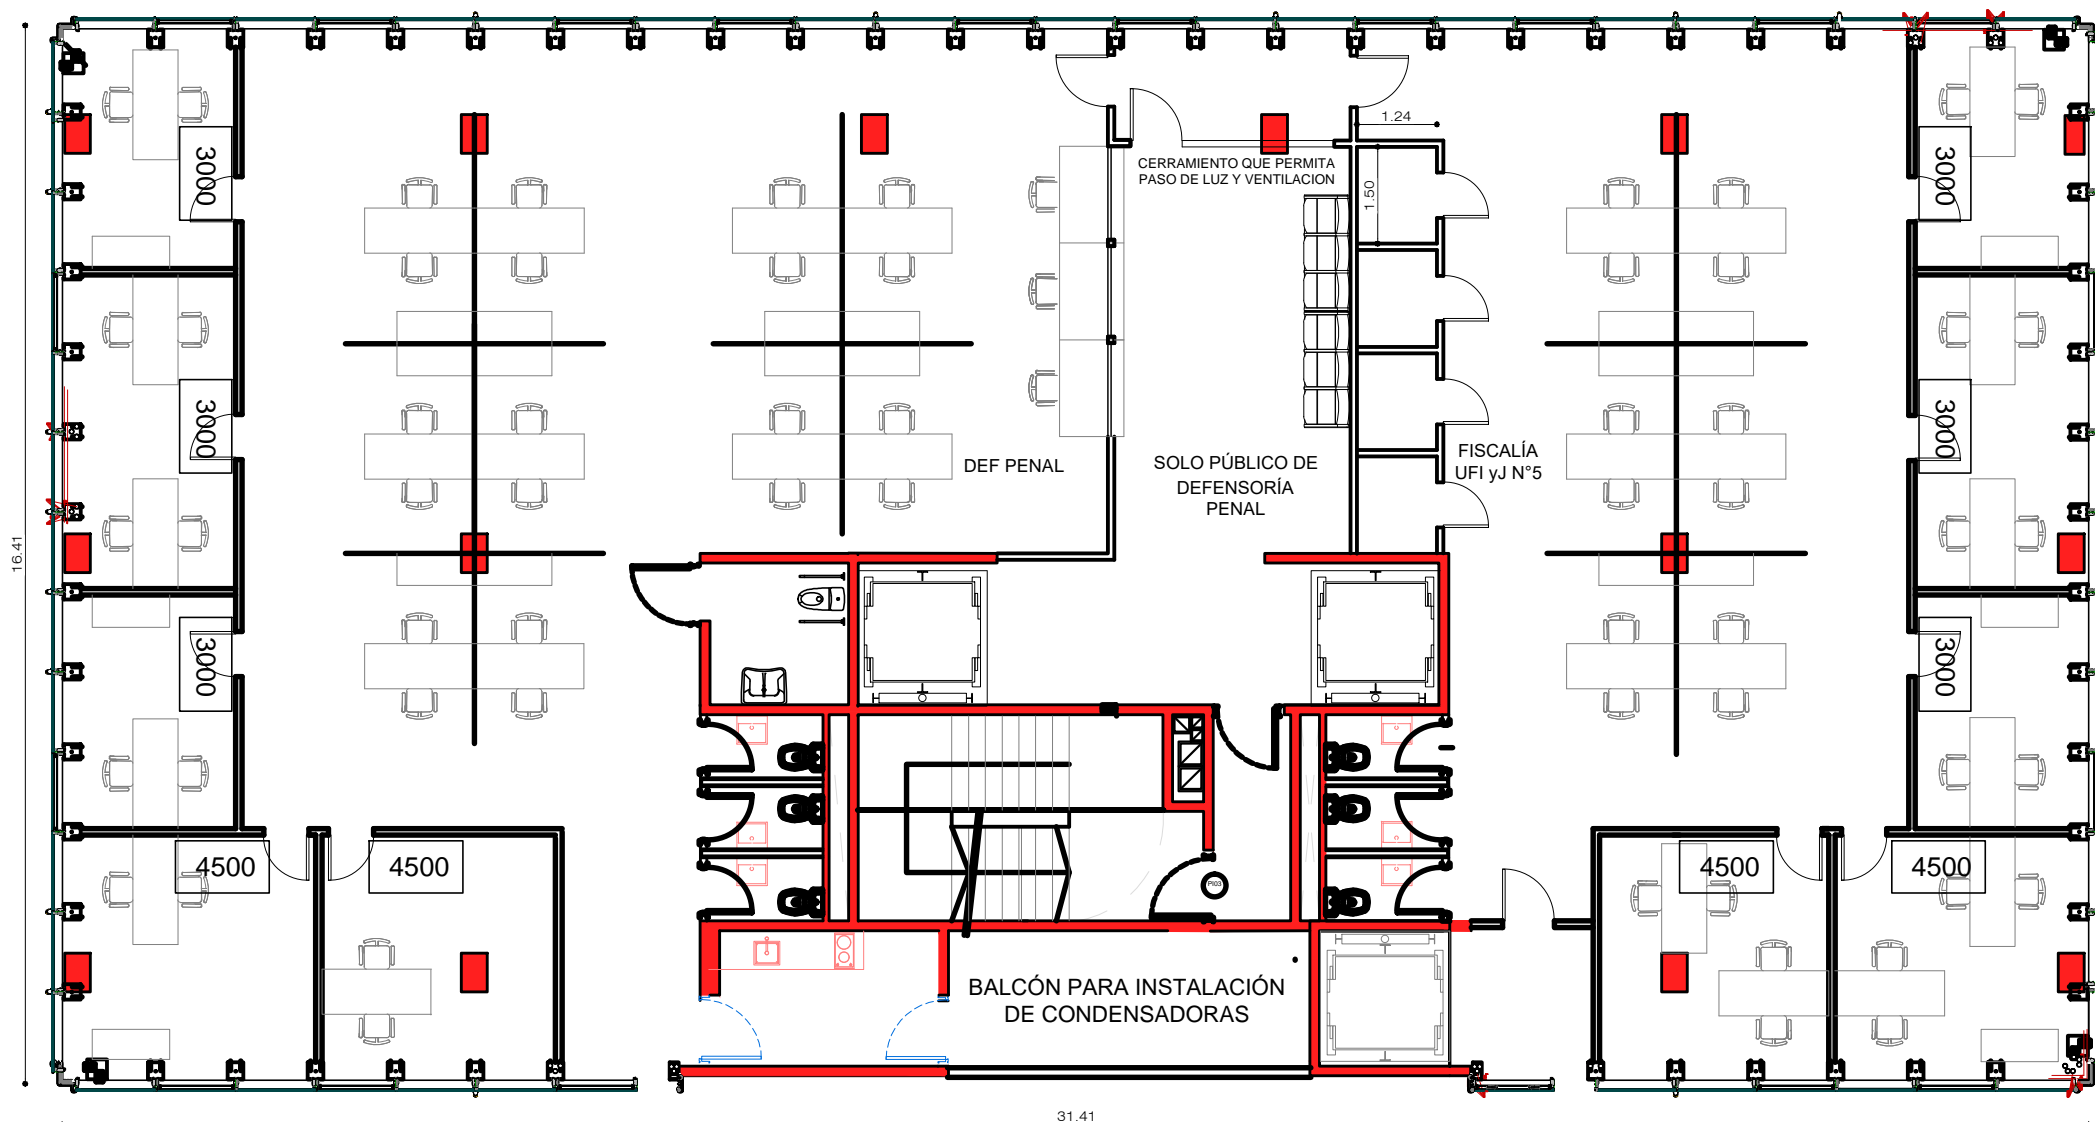 1.24
CERRAMIENTO QUE PERMITA
PASO DE LUZ Y VENTILACION
3000
3000
1.50
3000
3000
DEF PENAL
SOLO PÚBLICO DE
DEFENSORÍA
PENAL
FISCALÍA
UFI yJ N°5
16.41
3000
3000
4500
4500
4500
4500
PI03
BALCÓN PARA INSTALACIÓN
DE CONDENSADORAS
31.41